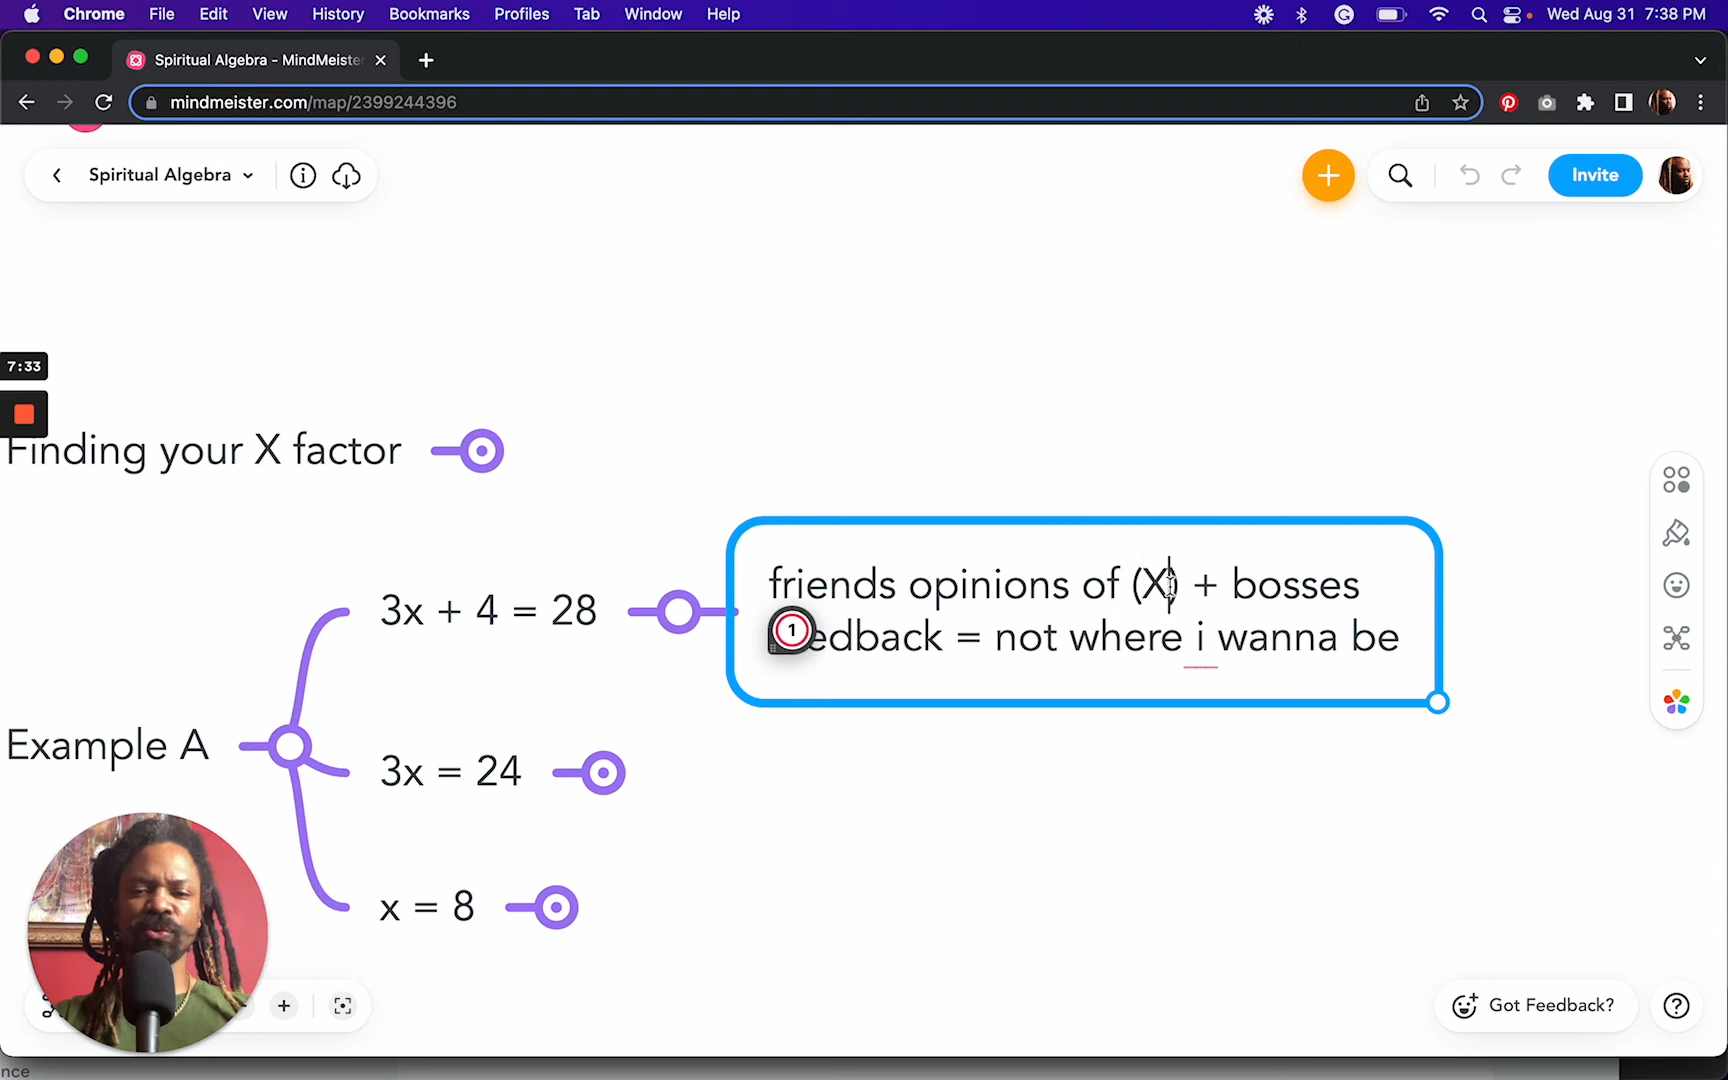 Chrome File Edit View History Bookmarks Profiles Tab Window Help Wed Aug 31 7:38 PM
Spiritual Algebra - MindMeister
mindmeister.com/map/2399244396
Spiritual Algebra
Invite
7:33
Finding your X factor
3x + 4 = 28
friends opinions of (X) + bosses
1 edback = not where i wanna be
Example A
3x = 24
x = 8
Got Feedback?
nce